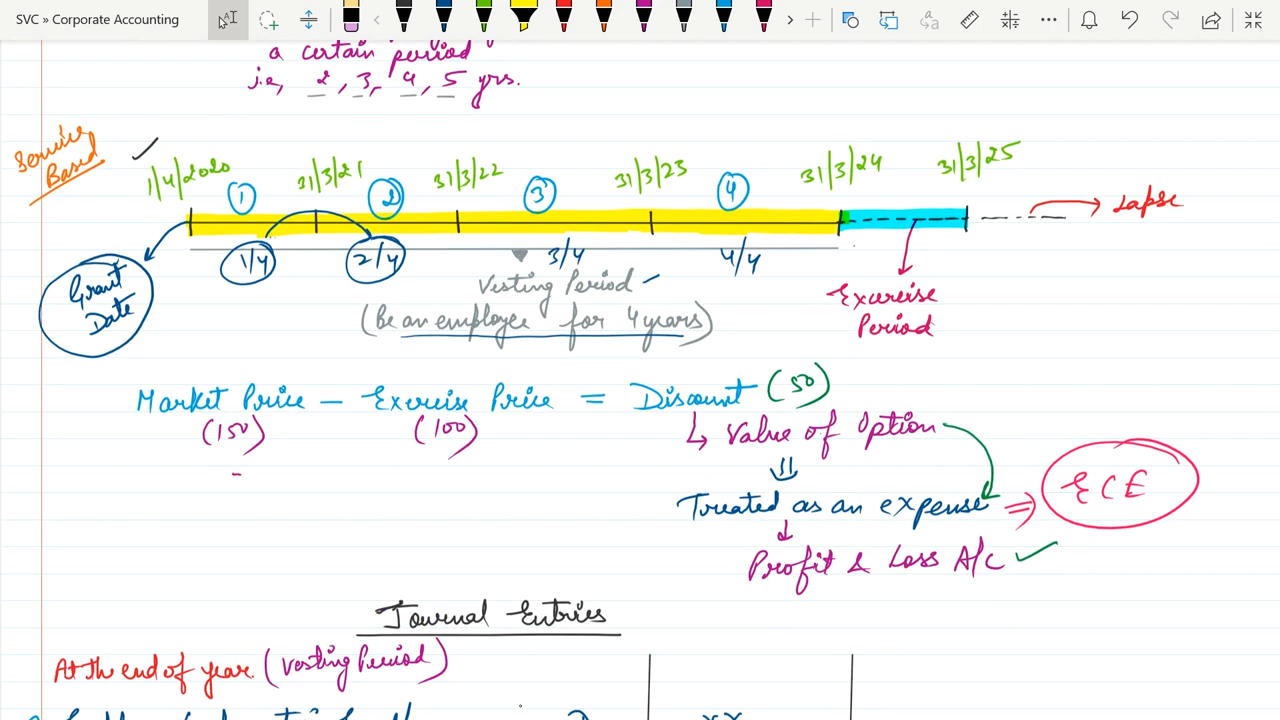 SVC » Corporate Accounting
a certain period
i.e, 2, 3, 4, 5 yrs.
Service
Based
1/4/2020 31/3/21 31/3/22 31/3/23 31/3/24 31/3/25
1 2 3 4
Lapse
1/4 2/4 3/4 4/4
Grant
Date
Vesting Period
(Be an employee for 4 years)
Exercise
Period
Market Price - Exercise Price = Discount (50)
(150) (100)
Value of Option
Treated as an expense ⇒ ECE
Profit & Loss A/c
Journal Entries
At the end of year (Vesting Period)
xx